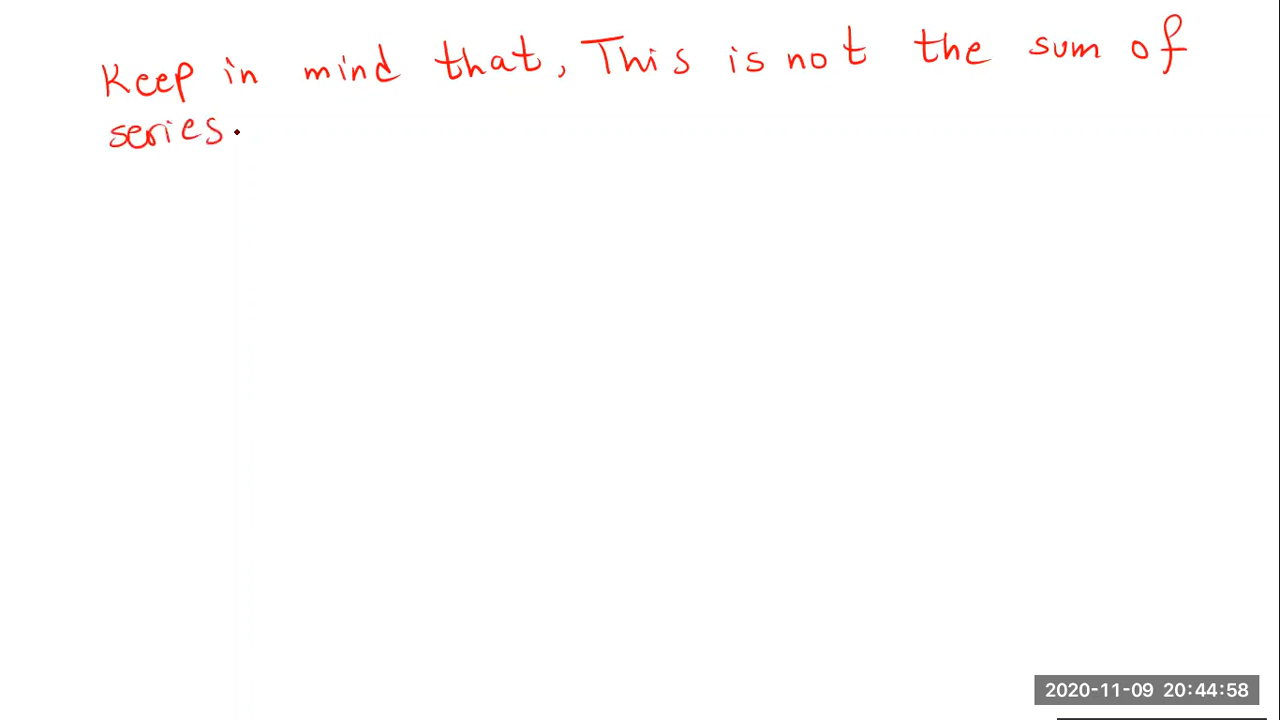 Keep in mind that, This is not the sum of
series.
2020-11-09 20:44:58